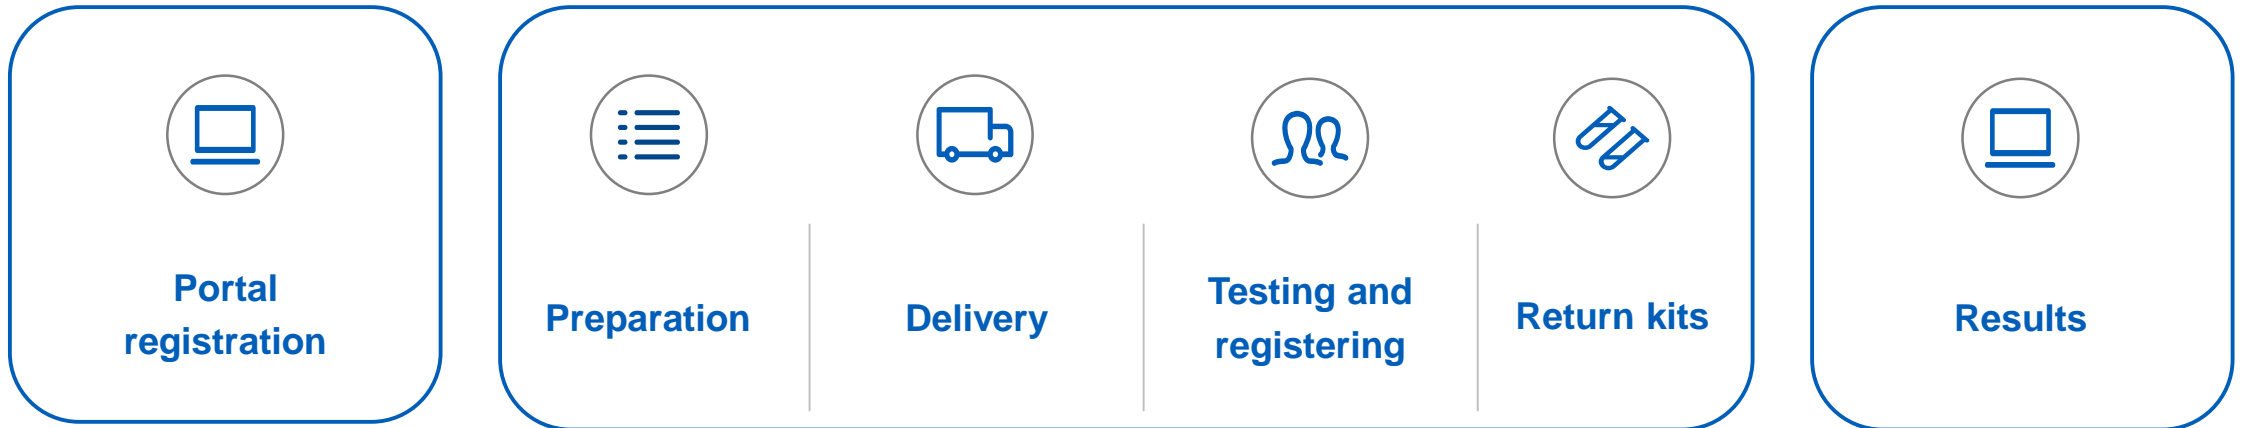 Portal
registration
Preparation
Delivery
Testing and
registering
Return kits
Results